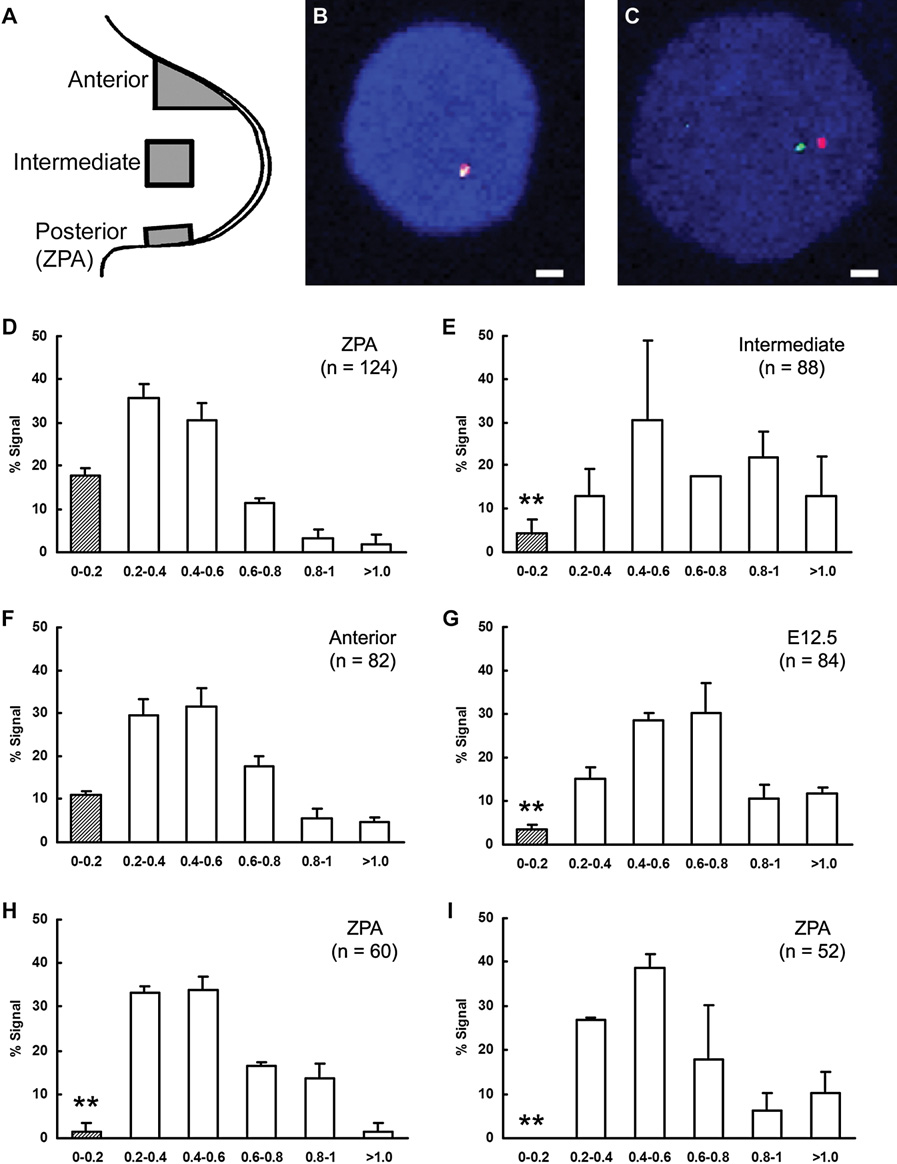 A
Anterior
Intermediate
Posterior
(ZPA)
B
C
D
ZPA
(n = 124)
% Signal
50
40
30
20
10
0
0-0.2 0.2-0.4 0.4-0.6 0.6-0.8 0.8-1 >1.0
E
Intermediate
(n = 88)
% Signal
50
40
30
20
10
0
**
0-0.2 0.2-0.4 0.4-0.6 0.6-0.8 0.8-1 >1.0
F
Anterior
(n = 82)
% Signal
50
40
30
20
10
0
0-0.2 0.2-0.4 0.4-0.6 0.6-0.8 0.8-1 >1.0
G
E12.5
(n = 84)
% Signal
50
40
30
20
10
0
**
0-0.2 0.2-0.4 0.4-0.6 0.6-0.8 0.8-1 >1.0
H
ZPA
(n = 60)
% Signal
50
40
30
20
10
0
**
0-0.2 0.2-0.4 0.4-0.6 0.6-0.8 0.8-1 >1.0
I
ZPA
(n = 52)
% Signal
50
40
30
20
10
0
**
0-0.2 0.2-0.4 0.4-0.6 0.6-0.8 0.8-1 >1.0